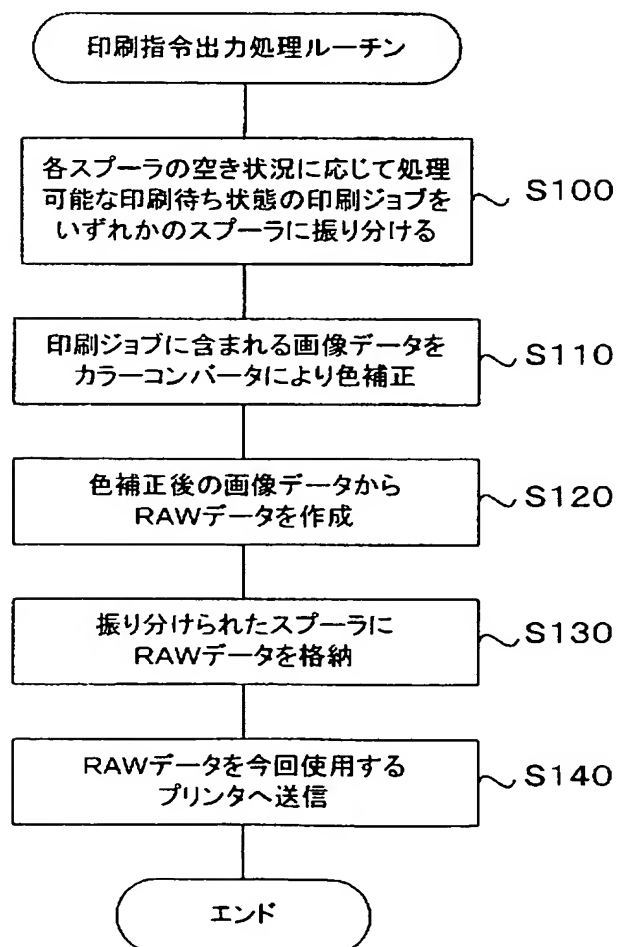 印刷指令出力処理ルーチン
各スプーラの空き状況に応じて処理
可能な印刷待ち状態の印刷ジョブを
いずれかのスプーラに振り分ける
S100
印刷ジョブに含まれる画像データを
カラーコンバータにより色補正
S110
色補正後の画像データから
RAWデータを作成
S120
振り分けられたスプーラに
RAWデータを格納
S130
RAWデータを今回使用する
プリンタへ送信
S140
エンド